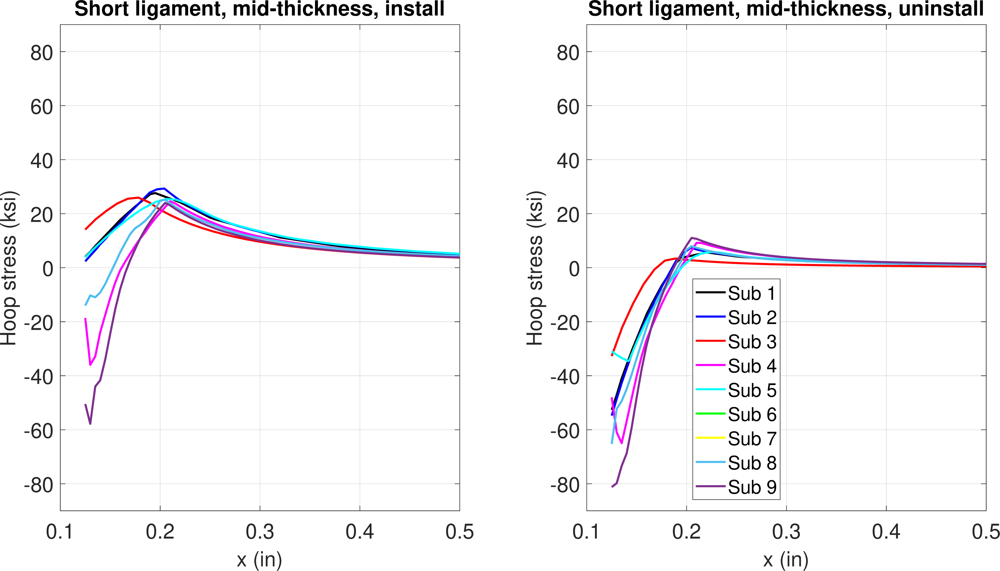 Short ligament, mid-thickness, install
80
60
40
20
0
-20
-40
-60
-80
Hoop stress (ksi)
0.1 0.2 0.3 0.4 0.5
x (in)
Short ligament, mid-thickness, uninstall
80
60
40
20
0
-20
-40
-60
-80
Hoop stress (ksi)
Sub 1
Sub 2
Sub 3
Sub 4
Sub 5
Sub 6
Sub 7
Sub 8
Sub 9
0.1 0.2 0.3 0.4 0.5
x (in)